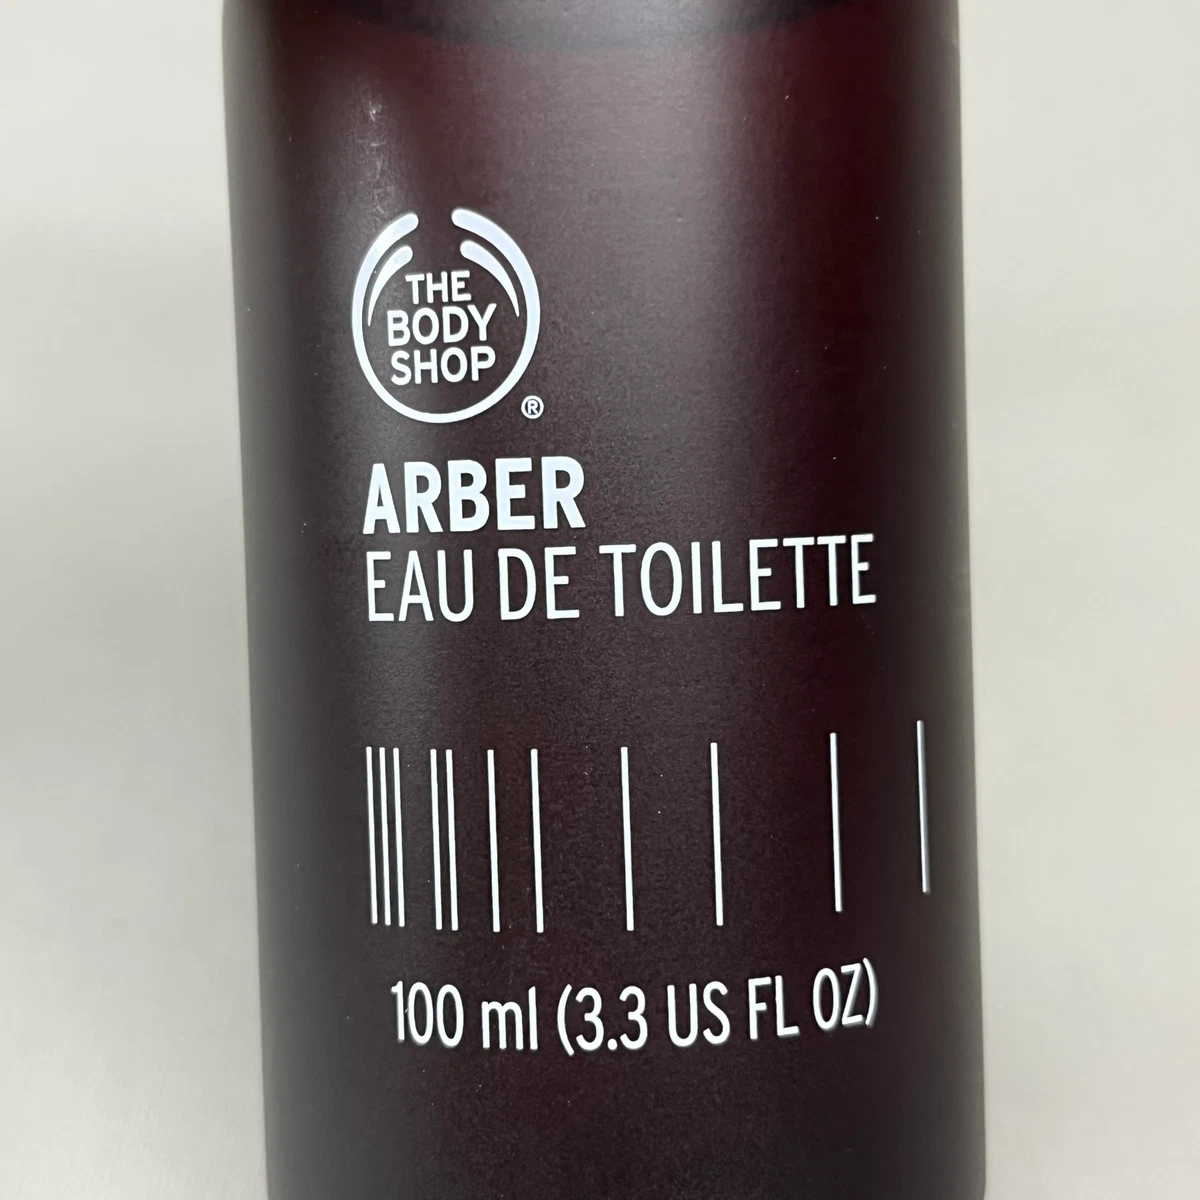 THE
BODY
SHOP
®
ARBER
EAU DE TOILETTE
100 ml (3.3 US FL OZ)